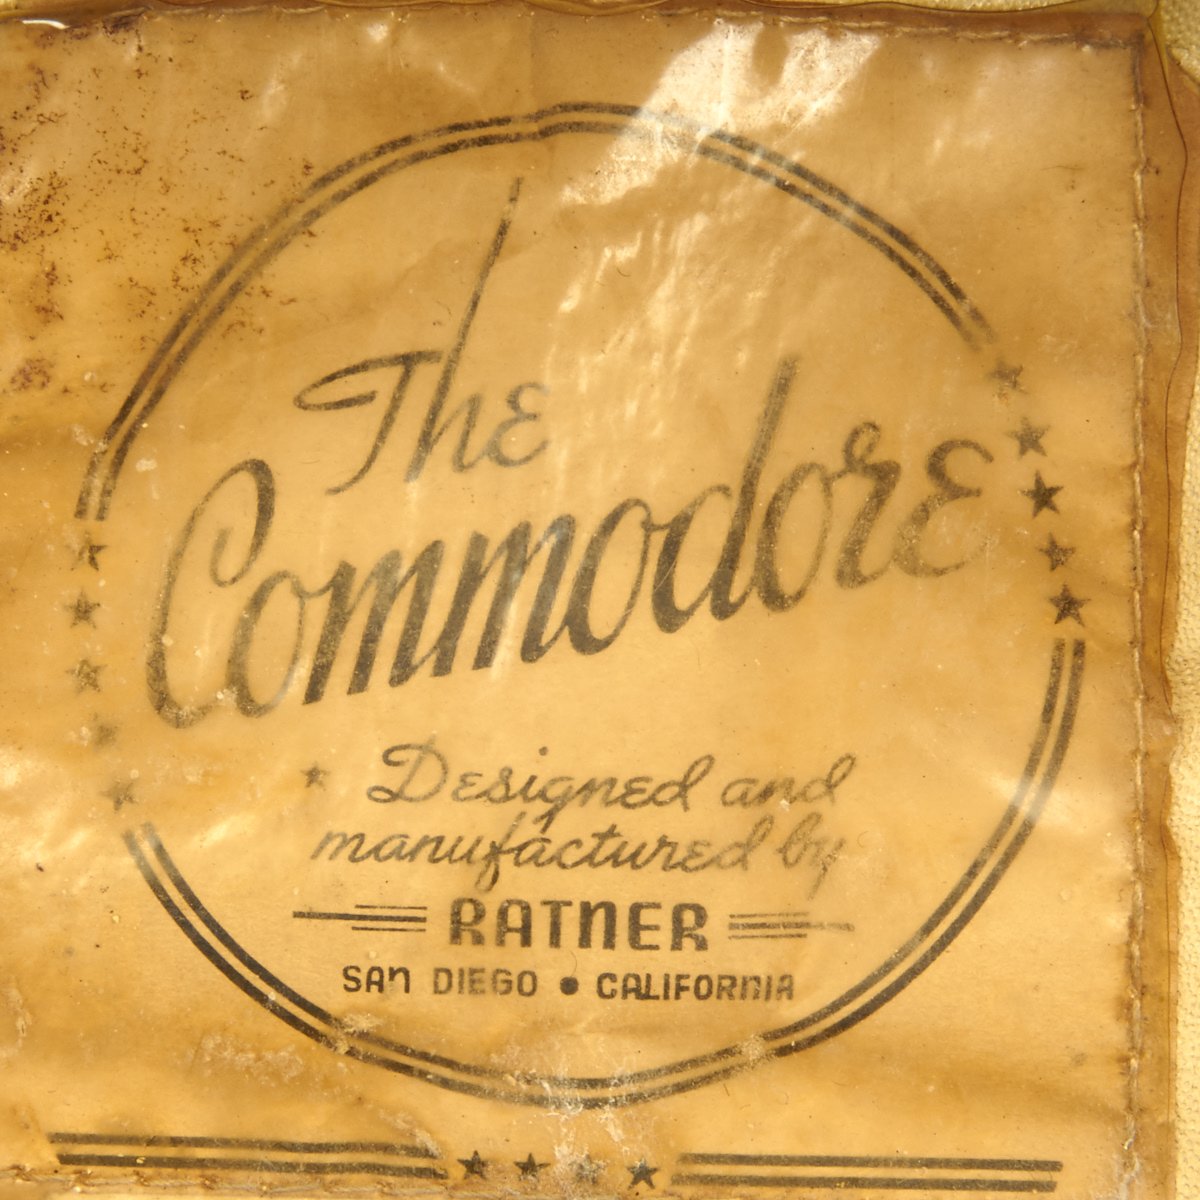 The
Commodore
Designed and
manufactured by
RATNER
SAN DIEGO • CALIFORNIA